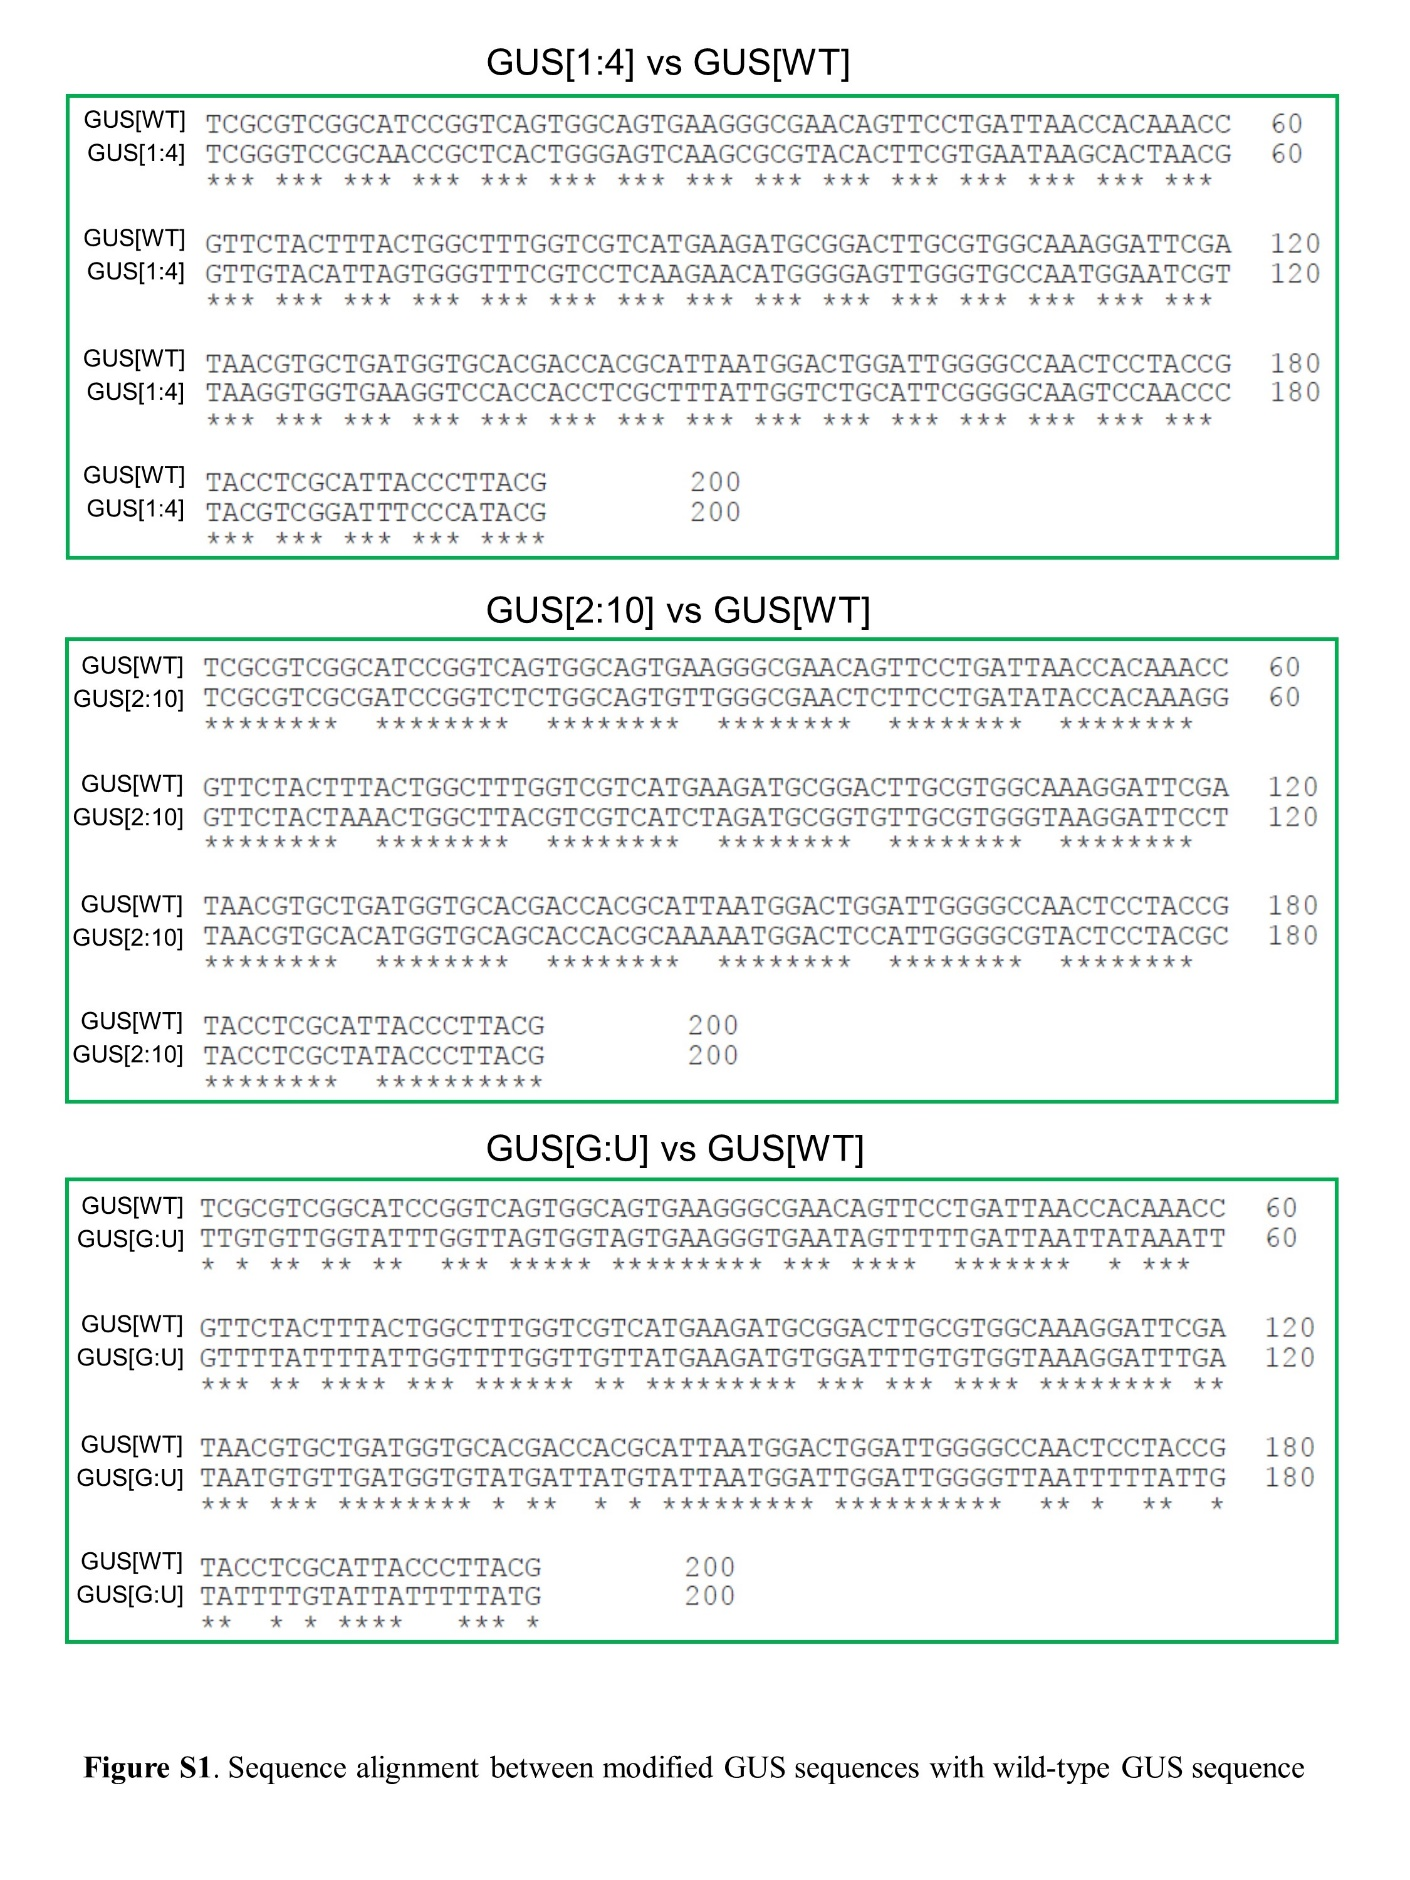 GUS[1:4] vs GUS[WT]
GUS[WT] TCGCGTCGGCATCCGGTCAGTGGCAGTGAAGGGCGAACAGTTCCTGATTAACCACAAACC 60
GUS[1:4] TCGGGTCCGCAACCGCTCACTGGGAGTCAAGCGCGTACACTTCGTGAATAAGCACTAACG 60
*** *** *** *** *** *** *** *** *** *** *** *** *** *** ***
GUS[WT] GTTCTACTTTACTGGCTTTGGTCGTCATGAAGATGCGGACTTGCGTGGCAAAGGATTCGA 120
GUS[1:4] GTTGTACATTAGTGGGTTTCGTCCTCAAGAACATGGGGAGTTGGGTGCCAATGGAATCGT 120
*** *** *** *** *** *** *** *** *** *** *** *** *** *** ***
GUS[WT] TAACGTGCTGATGGTGCACGACCACGCATTAATGGACTGGATTGGGGCCAACTCCTACCG 180
GUS[1:4] TAAGGTGGTGAAGGTCCACCACCTCGCTTTATTGGTCTGCATTCGGGGCAAGTCCAACCC 180
*** *** *** *** *** *** *** *** *** *** *** *** *** *** ***
GUS[WT] TACCTCGCATTACCCTTACG 200
GUS[1:4] TACGTCGGATTTCCCATACG 200
*** *** *** *** ****
GUS[2:10] vs GUS[WT]
GUS[WT] TCGCGTCGGCATCCGGTCAGTGGCAGTGAAGGGCGAACAGTTCCTGATTAACCACAAACC 60
GUS[2:10] TCGCGTCGCGATCCGGTCTCTGGCAGTGTTGGGCGAACTCTTCCTGATATACCACAAAGG 60
******** ******** ******** ******** ******** ********
GUS[WT] GTTCTACTTTACTGGCTTTGGTCGTCATGAAGATGCGGACTTGCGTGGCAAAGGATTCGA 120
GUS[2:10] GTTCTACTAAACTGGCTTACGTCGTCATCTAGATGCGGTGTTGCGTGGGTAAGGATTCCT 120
******** ******** ******** ******** ******** ********
GUS[WT] TAACGTGCTGATGGTGCACGACCACGCATTAATGGACTGGATTGGGGCCAACTCCTACCG 180
GUS[2:10] TAACGTGCACATGGTGCAGCACCACGCAAAAATGGACTCCATTGGGGCGTACTCCTACGC 180
******** ******** ******** ******** ******** ********
GUS[WT] TACCTCGCATTACCCTTACG 200
GUS[2:10] TACCTCGCTATACCCTTACG 200
******** **********
GUS[G:U] vs GUS[WT]
GUS[WT] TCGCGTCGGCATCCGGTCAGTGGCAGTGAAGGGCGAACAGTTCCTGATTAACCACAAACC 60
GUS[G:U] TTGTGTTGGTATTTGGTTAGTGGTAGTGAAGGGTGAATAGTTTTTGATTAATTATAAATT 60
* * ** ** ** *** ***** ********* *** **** ******* * ***
GUS[WT] GTTCTACTTTACTGGCTTTGGTCGTCATGAAGATGCGGACTTGCGTGGCAAAGGATTCGA 120
GUS[G:U] GTTTTATTTTATTGGTTTTGGTTGTTATGAAGATGTGGATTTGTGTGGTAAAGGATTTGA 120
*** ** **** *** ****** ** ********* *** *** **** ******** **
GUS[WT] TAACGTGCTGATGGTGCACGACCACGCATTAATGGACTGGATTGGGGCCAACTCCTACCG 180
GUS[G:U] TAATGTGTTGATGGTGTATGATTATGTATTAATGGATTGGATTGGGGTTAATTTTTATTG 180
*** *** ******** * ** * * ********* ********** ** * ** *
GUS[WT] TACCTCGCATTACCCTTACG 200
GUS[G:U] TATTTTGTATTATTTTTATG 200
** * * **** *** *
Figure S1. Sequence alignment between modified GUS sequences with wild-type GUS sequence